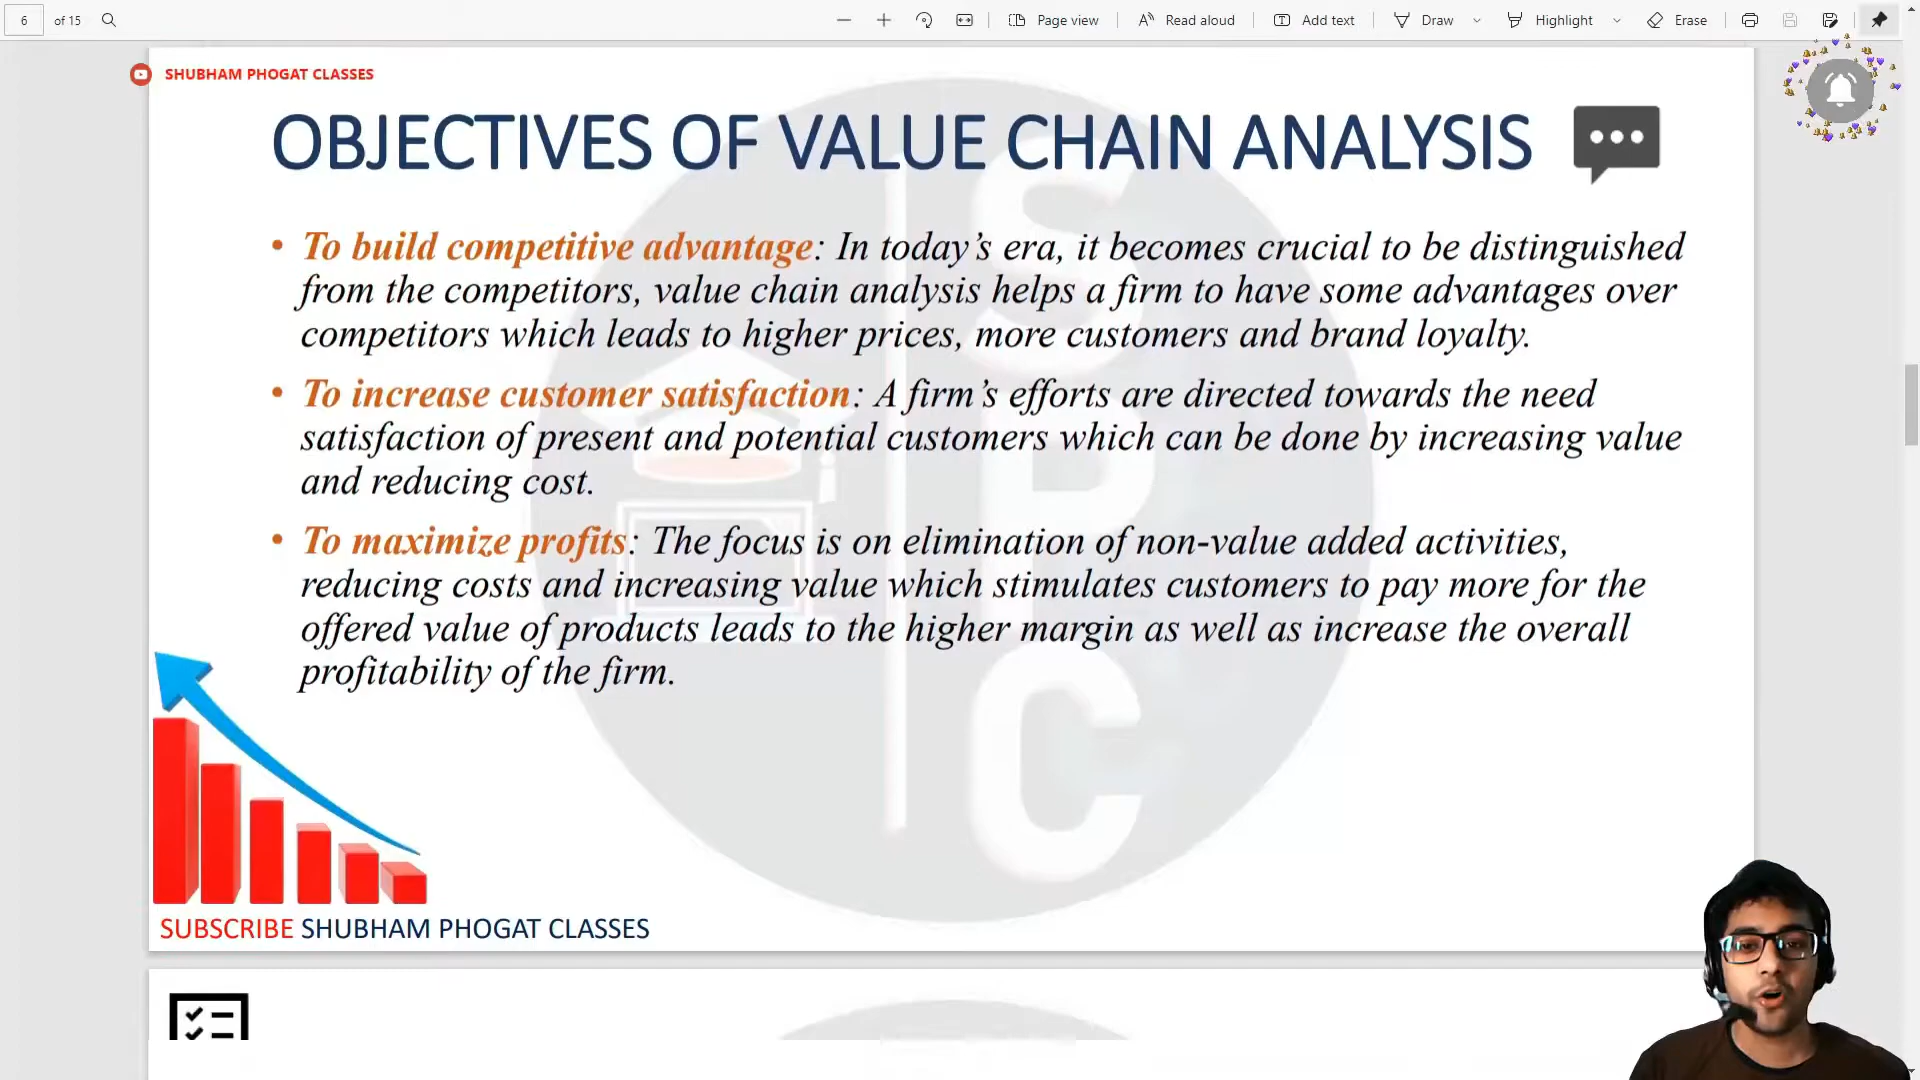 6 of 15 Page view Read aloud Add text Draw Highlight Erase
SHUBHAM PHOGAT CLASSES
OBJECTIVES OF VALUE CHAIN ANALYSIS
• To build competitive advantage: In today's era, it becomes crucial to be distinguished
from the competitors, value chain analysis helps a firm to have some advantages over
competitors which leads to higher prices, more customers and brand loyalty.
• To increase customer satisfaction: A firm's efforts are directed towards the need
satisfaction of present and potential customers which can be done by increasing value
and reducing cost.
• To maximize profits: The focus is on elimination of non-value added activities,
reducing costs and increasing value which stimulates customers to pay more for the
offered value of products leads to the higher margin as well as increase the overall
profitability of the firm.
S
P
C
SUBSCRIBE SHUBHAM PHOGAT CLASSES